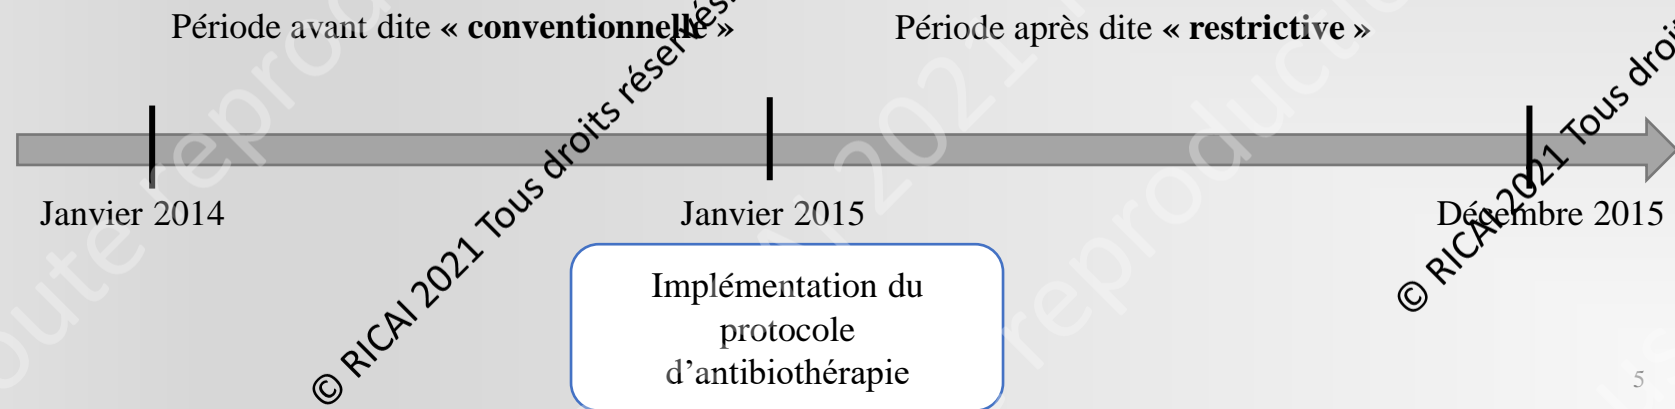 Période avant dite « conventionnelle »
Période après dite « restrictive »
Janvier 2014
Janvier 2015
Décembre 2015
Implémentation du
protocole
d'antibiothérapie
© RICAI 2021 Tous droits réservés.
© RICAI 2021 Tous droits
5